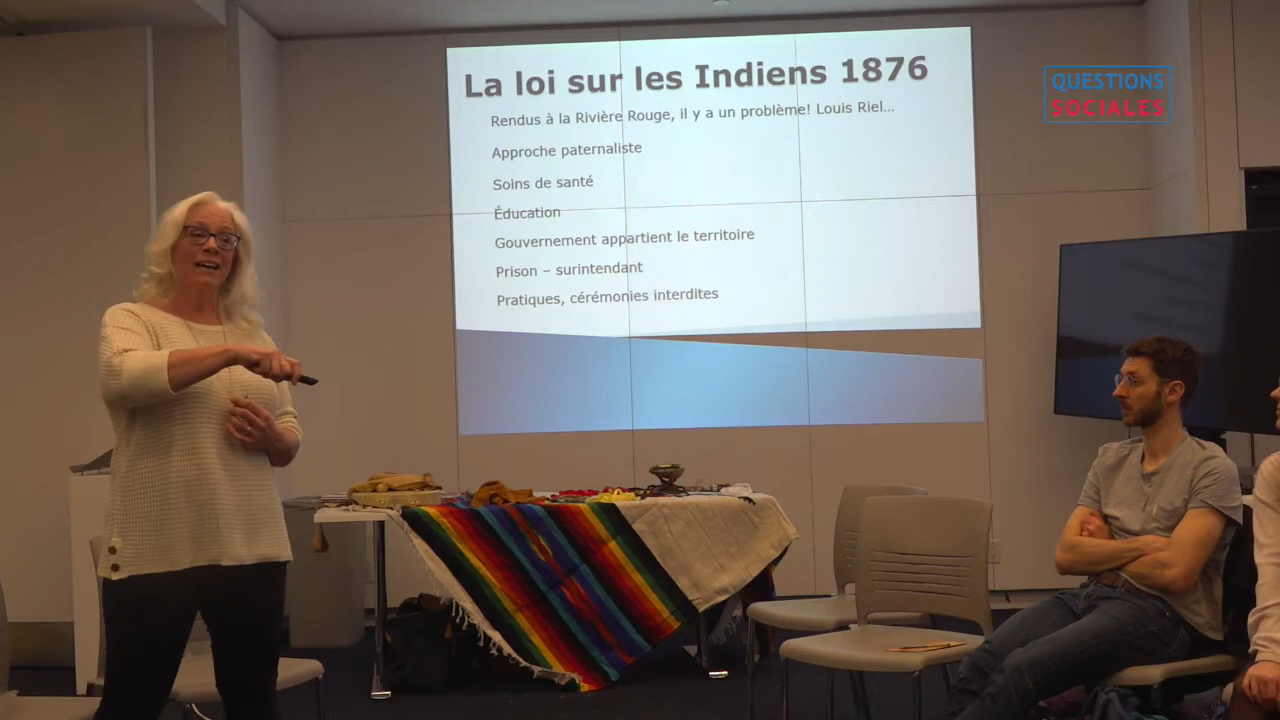 La loi sur les Indiens 1876
Rendus à la Rivière Rouge, il y a un problème! Louis Riel...
Approche paternaliste
Soins de santé
Éducation
Gouvernement appartient le territoire
Prison – surintendant
Pratiques, cérémonies interdites
QUESTIONS
SOCIALES